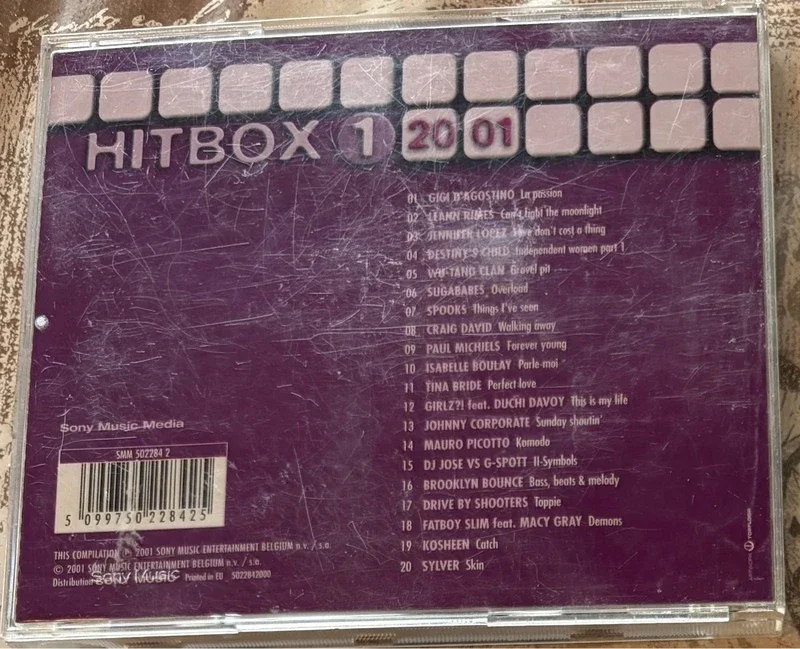 HITBOX 1 20 01
01 GIGI D'AGOSTINO La passion
02 LEANN RIMES Can't fight the moonlight
03 JENNIFER LOPEZ Love don't cost a thing
04 DESTINY'S CHILD Independent women part 1
05 WU-TANG CLAN Gravel pit
06 SUGABABES Overload
07 SPOOKS Things I've seen
08 CRAIG DAVID Walking away
09 PAUL MICHIELS Forever young
10 ISABELLE BOULAY Parle-moi
11 TINA BRIDE Perfect love
12 GIRLZ?! feat. DUCHI DAVOY This is my life
13 JOHNNY CORPORATE Sunday shoutin'
14 MAURO PICOTTO Komodo
15 DJ JOSE VS G-SPOTT II-Symbols
16 BROOKLYN BOUNCE Bass, beats & melody
17 DRIVE BY SHOOTERS Toppie
18 FATBOY SLIM feat. MACY GRAY Demons
19 KOSHEEN Catch
20 SYLVER Skin
Sony Music Media
SMM 502284 2
5 099750 228425
THIS COMPILATION ℗ 2001 SONY MUSIC ENTERTAINMENT BELGIUM n.v. / s.a.
© 2001 SONY MUSIC ENTERTAINMENT BELGIUM n.v. / s.a.
Distribution Sony Music Printed in EU 5022842000